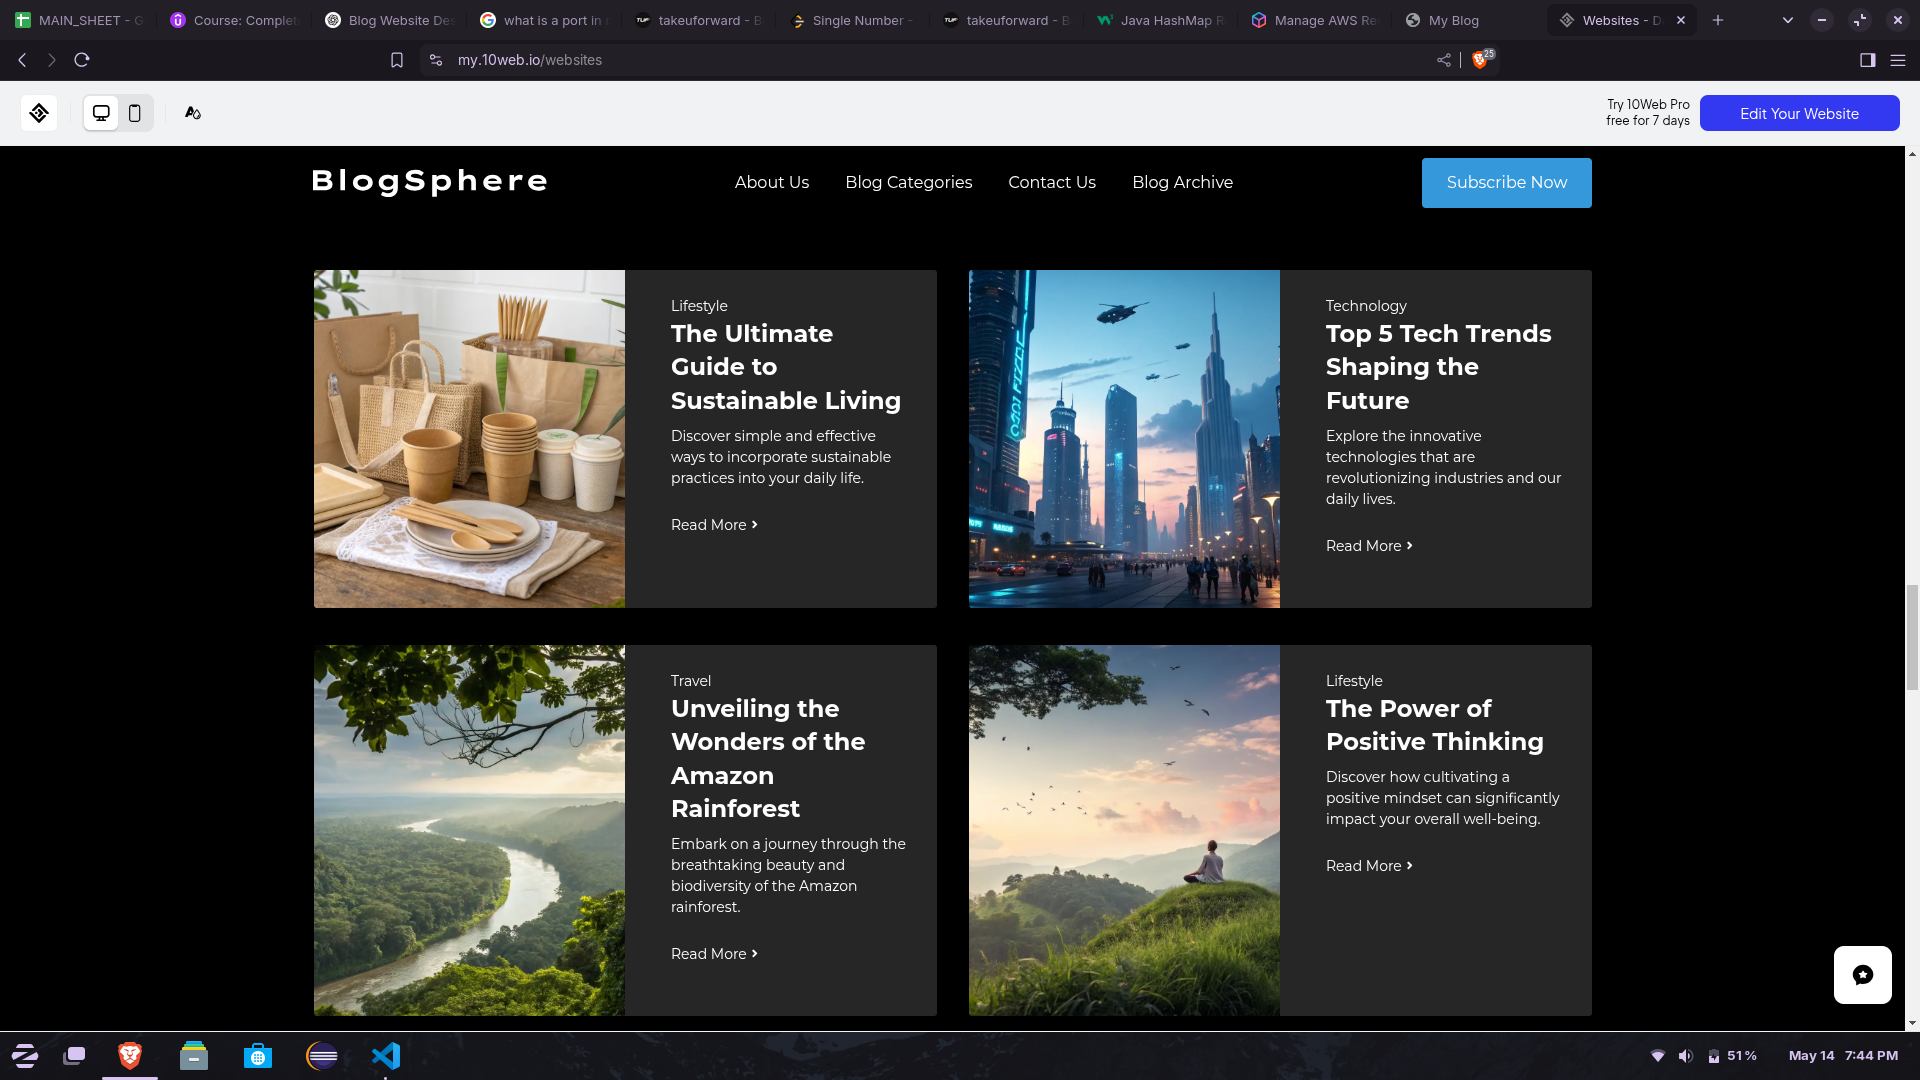 MAIN_SHEET - G
Course: Complet
Blog Website Des
what is a port in
takeuforward - B
Single Number -
takeuforward - B
Java HashMap R
Manage AWS Re
My Blog
Websites - D
my.10web.io/websites
25
Try 10Web Pro
free for 7 days
Edit Your Website
BlogSphere
About Us
Blog Categories
Contact Us
Blog Archive
Subscribe Now
Lifestyle
The Ultimate
Guide to
Sustainable Living
Discover simple and effective
ways to incorporate sustainable
practices into your daily life.
Read More
Technology
Top 5 Tech Trends
Shaping the
Future
Explore the innovative
technologies that are
revolutionizing industries and our
daily lives.
Read More
Travel
Unveiling the
Wonders of the
Amazon
Rainforest
Embark on a journey through the
breathtaking beauty and
biodiversity of the Amazon
rainforest.
Read More
Lifestyle
The Power of
Positive Thinking
Discover how cultivating a
positive mindset can significantly
impact your overall well-being.
Read More
51%
May 14
7:44 PM